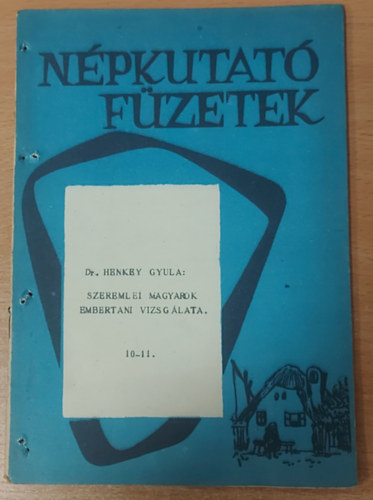 NÉPKUTATÓ
FÜZETEK
Dr. HENKEY GYULA:
SZEREMLEI MAGYAROK
EMBERTANI VIZSGÁLATA.
10-11.